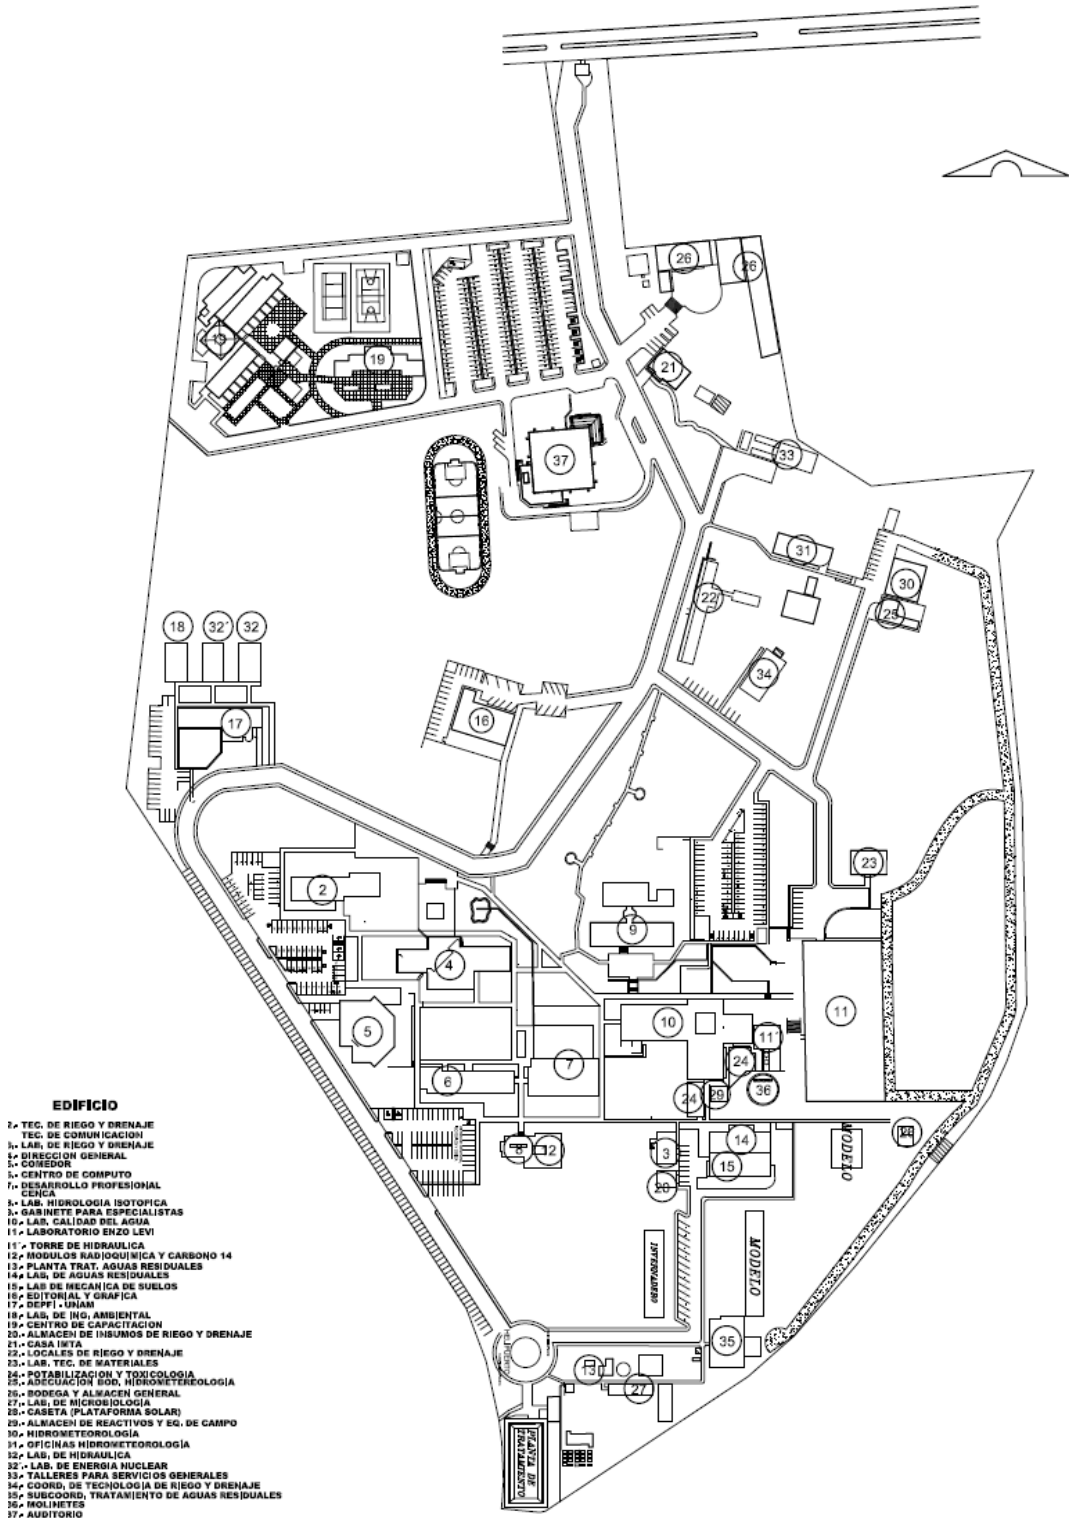 26
26
19
21
37
33
31
30
22
25
18
32'
32
34
17
16
23
2
9
4
11
10
5
11'
24
7
6
36
29
24
EDIFICIO
2.- TEC. DE RIEGO Y DRENAJE
TEC. DE COMUNICACION
3.- LAB. DE RIEGO Y DRENAJE
4.- DIRECCION GENERAL
5.- COMEDOR
6.- CENTRO DE COMPUTO
7.- DESARROLLO PROFESIONAL
CENCA
8.- LAB. HIDROLOGIA ISOTOPICA
9.- GABINETE PARA ESPECIALISTAS
10.- LAB. CALIDAD DEL AGUA
11.- LABORATORIO ENZO LEVI
11'.- TORRE DE HIDRAULICA
12.- MODULOS RADIOQUIMICA Y CARBONO 14
13.- PLANTA TRAT. AGUAS RESIDUALES
14.- LAB. DE AGUAS RESIDUALES
15.- LAB DE MECANICA DE SUELOS
16.- EDITORIAL Y GRAFICA
17.- DEPFI - UNAM
18.- LAB. DE ING. AMBIENTAL
19.- CENTRO DE CAPACITACION
20.- ALMACEN DE INSUMOS DE RIEGO Y DRENAJE
21.- CASA IMTA
22.- LOCALES DE RIEGO Y DRENAJE
23.- LAB. TEC. DE MATERIALES
24.- POTABILIZACION Y TOXICOLOGIA
25.- ADECUACION BOD. HIDROMETEREOLOGIA
26.- BODEGA Y ALMACEN GENERAL
27.- LAB. DE MICROBIOLOGIA
28.- CASETA (PLATAFORMA SOLAR)
29.- ALMACEN DE REACTIVOS Y EQ. DE CAMPO
30.- HIDROMETEOROLOGIA
31.- OFICINAS HIDROMETEOROLOGIA
32.- LAB. DE HIDRAULICA
32'.- LAB. DE ENERGIA NUCLEAR
33.- TALLERES PARA SERVICIOS GENERALES
34.- COORD. DE TECNOLOGIA DE RIEGO Y DRENAJE
35.- SUBCOORD. TRATAMIENTO DE AGUAS RESIDUALES
36.- MOLINETES
37.- AUDITORIO
8
12
3
14
15
20
28
MODELO
INTERNADERO
MODELO
35
HELIPUERTO
13
27
PLANTA DE
TRATAMIENTO